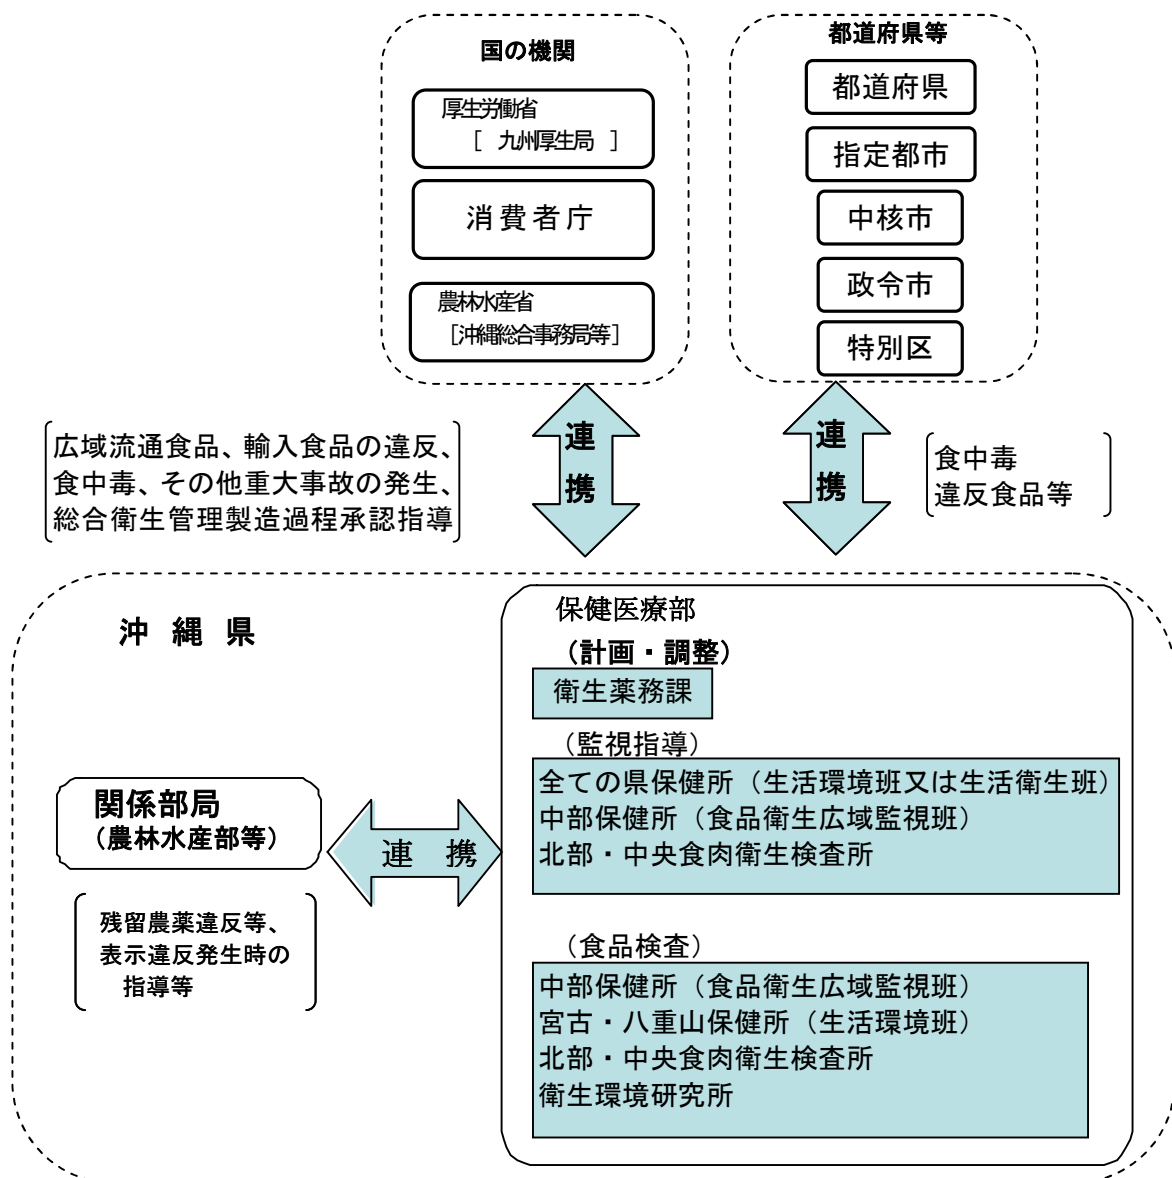 国の機関
厚生労働省
［ 九州厚生局 ］
消費者庁
農林水産省
［沖縄総合事務局等］
都道府県等
都道府県
指定都市
中核市
政令市
特別区
広域流通食品、輸入食品の違反、
食中毒、その他重大事故の発生、
総合衛生管理製造過程承認指導
連
携
連
携
食中毒
違反食品等
沖 縄 県
保健医療部
（計画・調整）
衛生薬務課
（監視指導）
全ての県保健所（生活環境班又は生活衛生班）
中部保健所（食品衛生広域監視班）
北部・中央食肉衛生検査所
関係部局
（農林水産部等）
連 携
残留農薬違反等、
表示違反発生時の
指導等
（食品検査）
中部保健所（食品衛生広域監視班）
宮古・八重山保健所（生活環境班）
北部・中央食肉衛生検査所
衛生環境研究所